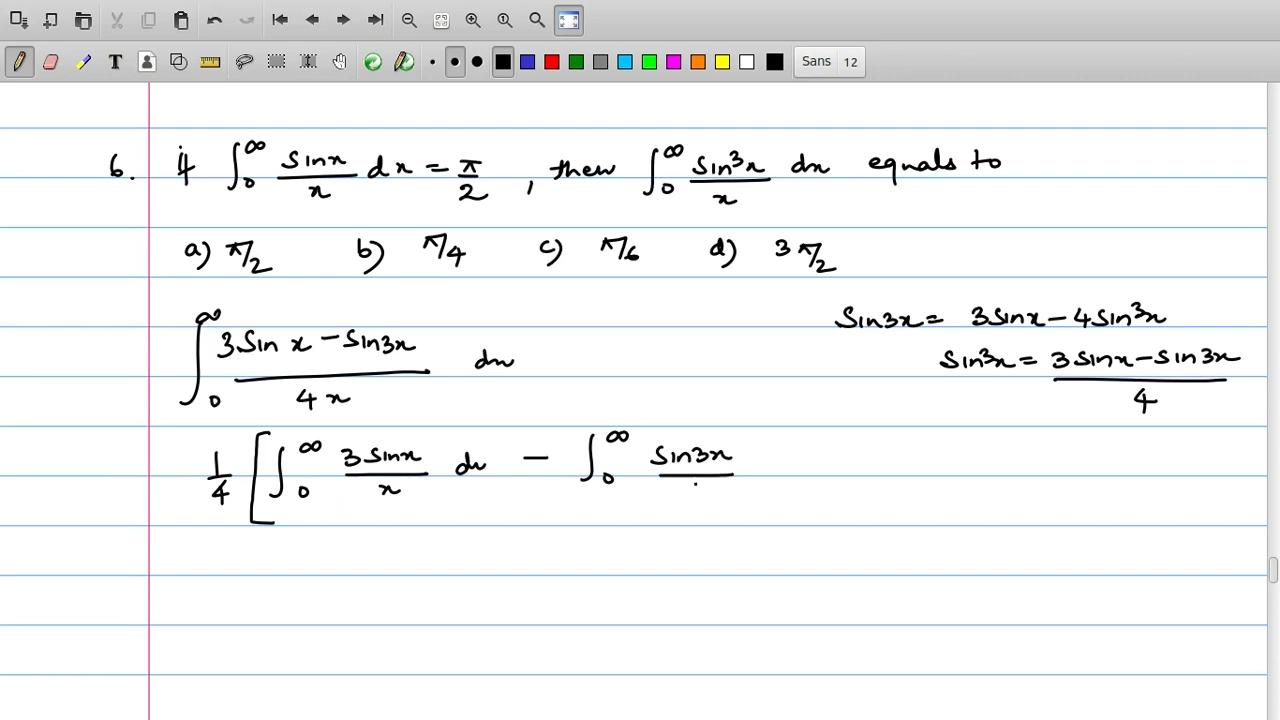 Sans 12
6. if ∫₀^∞ sinx/x dx = π/2 , then ∫₀^∞ sin³x/x dx equals to
a) π/2 b) π/4 c) π/6 d) 3π/2
sin3x = 3sinx − 4sin³x
sin³x = 3sinx − sin3x / 4
∫₀^∞ 3sin x − sin3x / 4x dx
1/4 [ ∫₀^∞ 3sinx/x dx − ∫₀^∞ sin3x/